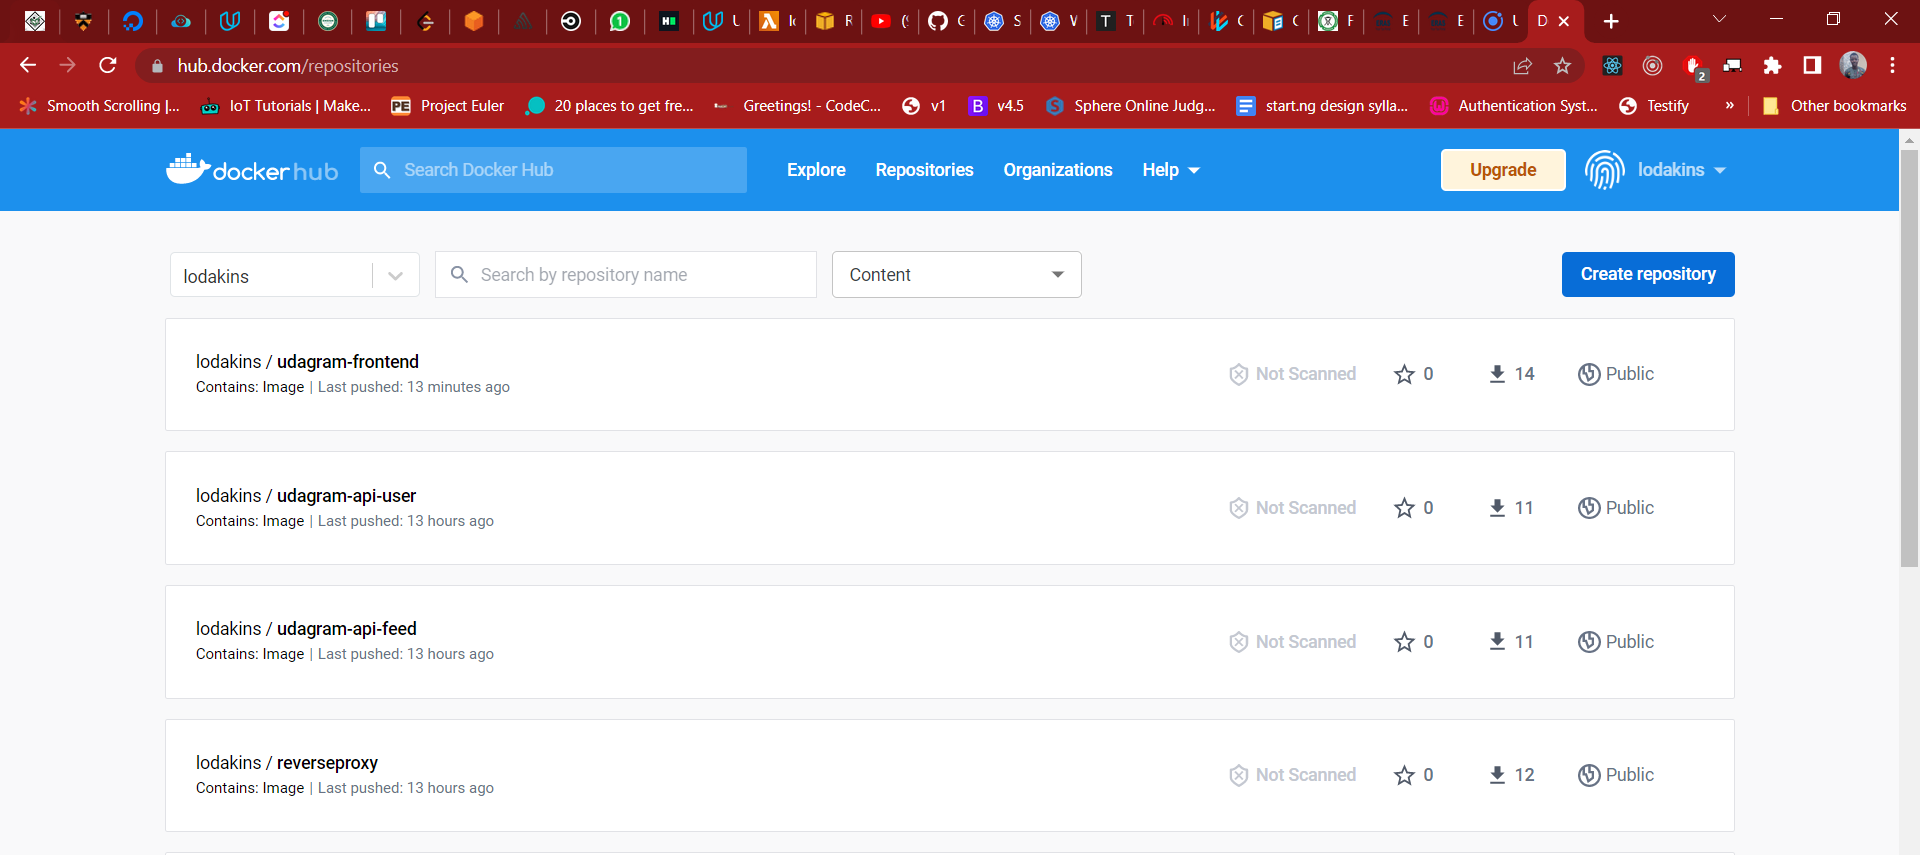 U
Ic
R
(9
G
S
V
T
T
Ir
C
C
F
E
E
U
D
hub.docker.com/repositories
2
Smooth Scrolling |...
IoT Tutorials | Make...
PE Project Euler
20 places to get fre...
Greetings! - CodeC...
v1
B v4.5
Sphere Online Judg...
start.ng design sylla...
Authentication Syst...
Testify
»
Other bookmarks
docker hub
Search Docker Hub
Explore
Repositories
Organizations
Help
Upgrade
lodakins
lodakins
Search by repository name
Content
Create repository
lodakins / udagram-frontend
Contains: Image | Last pushed: 13 minutes ago
Not Scanned
0
14
Public
lodakins / udagram-api-user
Contains: Image | Last pushed: 13 hours ago
Not Scanned
0
11
Public
lodakins / udagram-api-feed
Contains: Image | Last pushed: 13 hours ago
Not Scanned
0
11
Public
lodakins / reverseproxy
Contains: Image | Last pushed: 13 hours ago
Not Scanned
0
12
Public